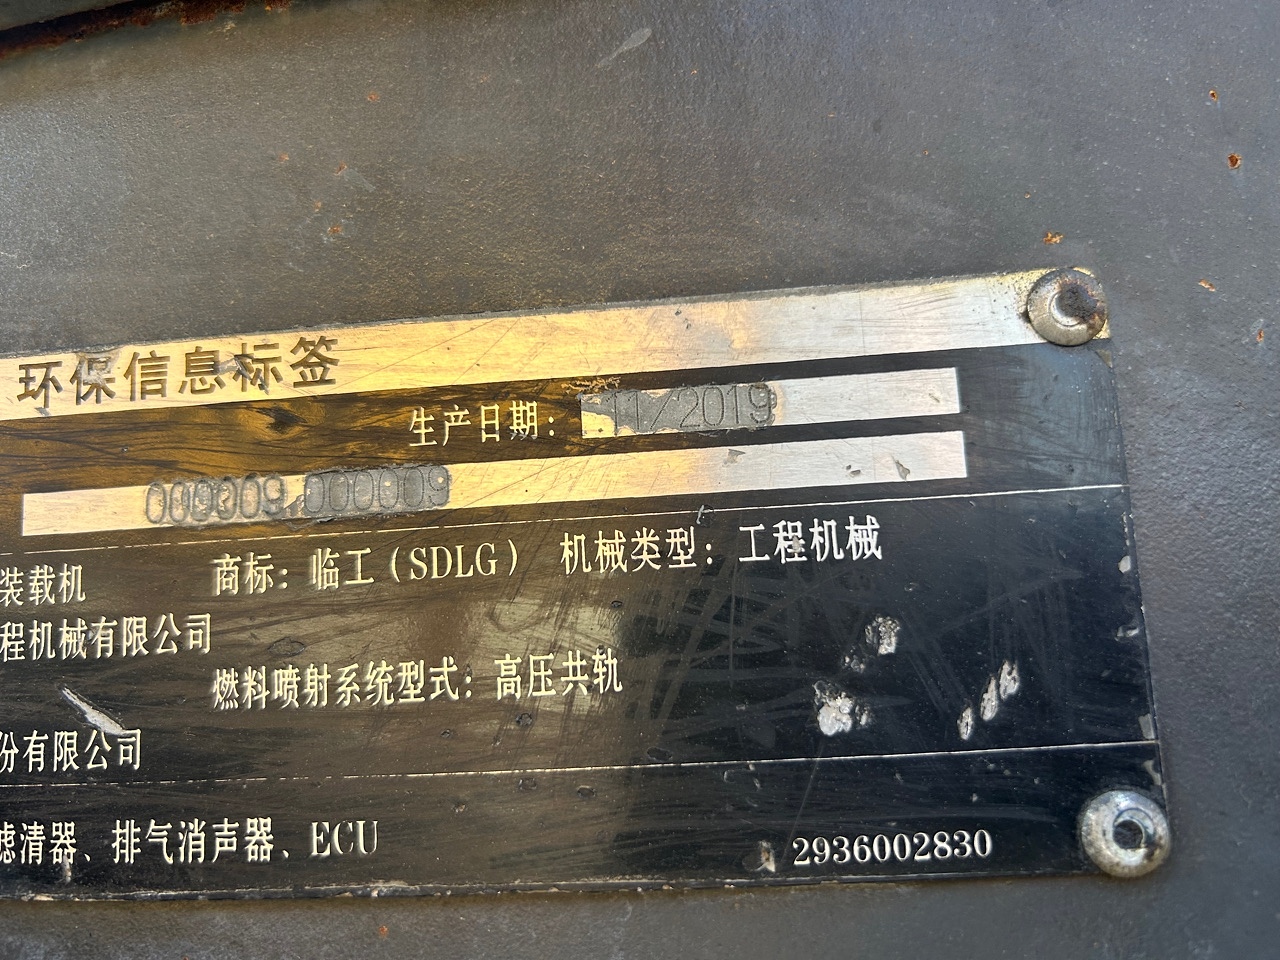 环保信息标签
生产日期: 11/2019
000009 000009
装载机 商标: 临工(SDLG) 机械类型: 工程机械
程机械有限公司
燃料喷射系统型式: 高压共轨
份有限公司
滤清器、排气消声器、ECU
2936002830